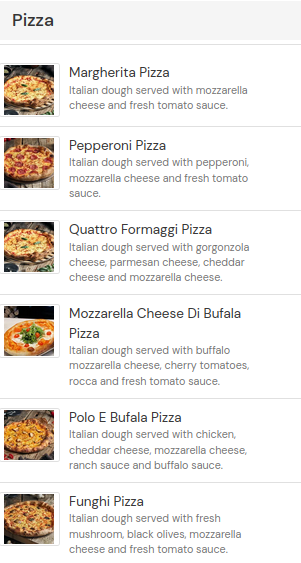 Pizza
Margherita Pizza
Italian dough served with mozzarella
cheese and fresh tomato sauce.
Pepperoni Pizza
Italian dough served with pepperoni,
mozzarella cheese and fresh tomato
sauce.
Quattro Formaggi Pizza
Italian dough served with gorgonzola
cheese, parmesan cheese, cheddar
cheese and mozzarella cheese.
Mozzarella Cheese Di Bufala
Pizza
Italian dough served with buffalo
mozzarella cheese, cherry tomatoes,
rocca and fresh tomato sauce.
Polo E Bufala Pizza
Italian dough served with chicken,
cheddar cheese, mozzarella cheese,
ranch sauce and buffalo sauce.
Funghi Pizza
Italian dough served with fresh
mushroom, black olives, mozzarella
cheese and fresh tomato sauce.